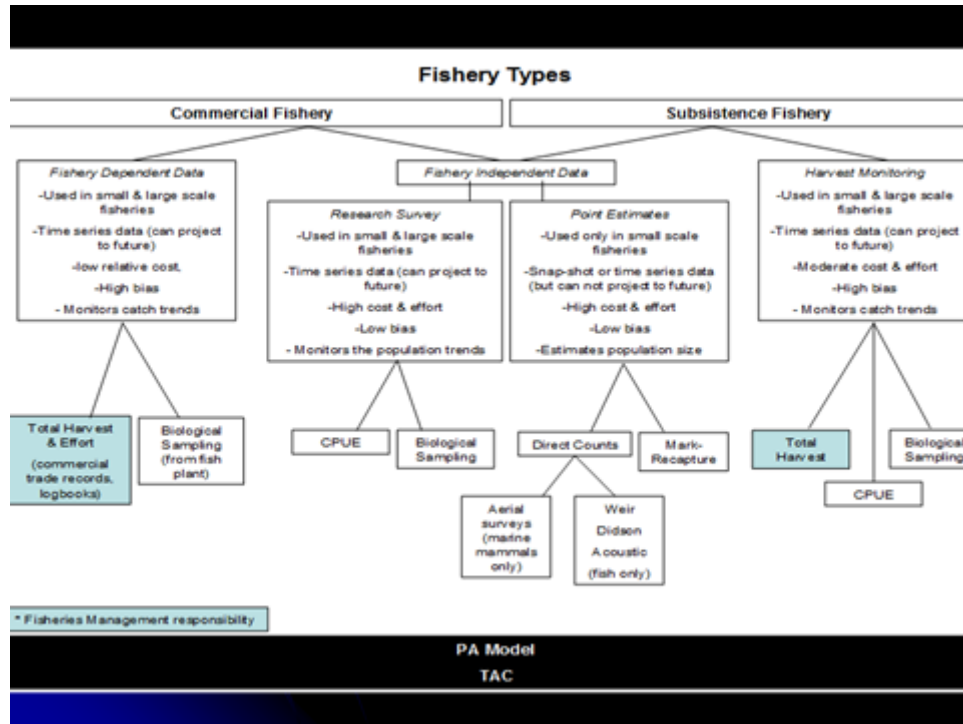 Fishery Types
Commercial Fishery
Subsistence Fishery
Fishery Dependent Data
-Used in small & large scale
fisheries
-Time series data (can project
to future)
-low relative cost,
-High bias
- Monitors catch trends
Fishery Independent Data
Research Survey
-Used in small & large scale
fisheries
-Time series data (can project to
future)
-High cost & effort
-Low bias
- Monitors the population trends
Point Estimates
-Used only in small scale
fisheries
-Snap-shot or time series data
(but can not project to future)
-High cost & effort
-Low bias
-Estimates population size
Harvest Monitoring
-Used in small & large scale
fisheries
-Time series data (can project
to future)
-Moderate cost & effort
-High bias
- Monitors catch trends
Total Harvest
& Effort
(commercial
trade records,
logbooks)
Biological
Sampling
(from fish
plant)
CPUE
Biological
Sampling
Direct Counts
Mark-
Recapture
Total
Harvest
CPUE
Biological
Sampling
Aerial
surveys
(marine
mammals
only)
Weir
Didson
Acoustic
(fish only)
* Fisheries Management responsibility
PA Model
TAC